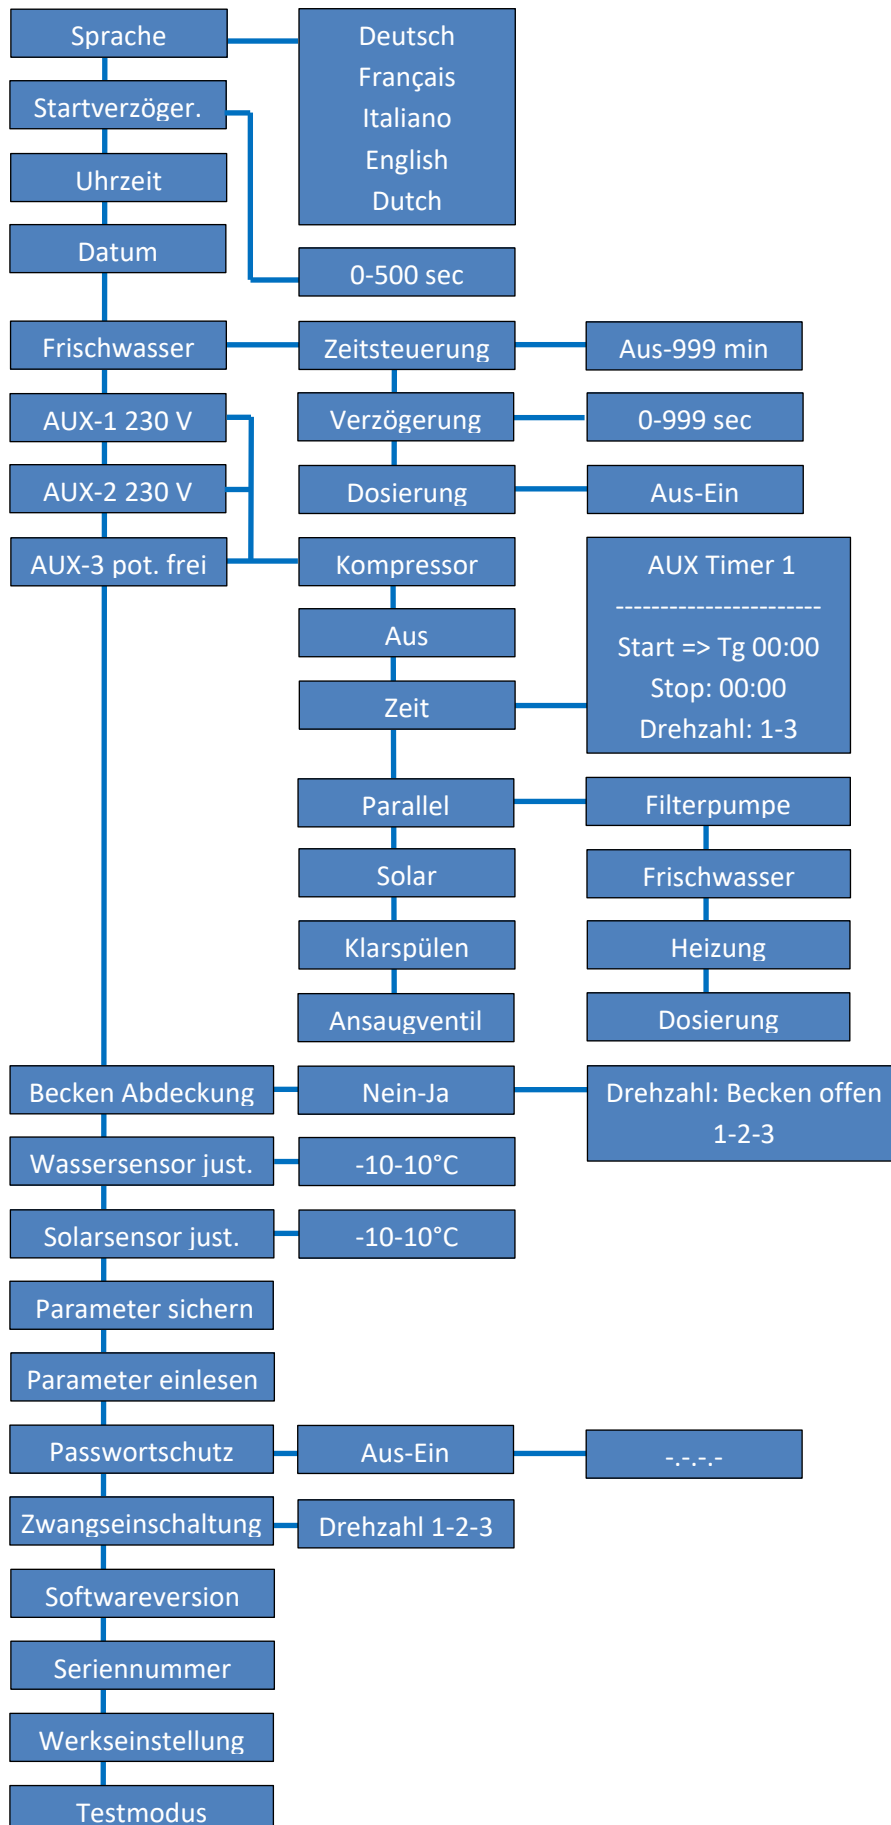 Sprache
Deutsch
Français
Italiano
English
Dutch
Startverzöger.
0-500 sec
Uhrzeit
Datum
Frischwasser
Zeitsteuerung
Aus-999 min
Verzögerung
0-999 sec
Dosierung
Aus-Ein
AUX-1 230 V
AUX-2 230 V
AUX-3 pot. frei
Kompressor
Aus
Zeit
AUX Timer 1
-----------------------
Start => Tg 00:00
Stop: 00:00
Drehzahl: 1-3
Parallel
Filterpumpe
Frischwasser
Heizung
Dosierung
Solar
Klarspülen
Ansaugventil
Becken Abdeckung
Nein-Ja
Drehzahl: Becken offen
1-2-3
Wassersensor just.
-10-10°C
Solarsensor just.
-10-10°C
Parameter sichern
Parameter einlesen
Passwortschutz
Aus-Ein
-.-.-.-
Zwangseinschaltung
Drehzahl 1-2-3
Softwareversion
Seriennummer
Werkseinstellung
Testmodus